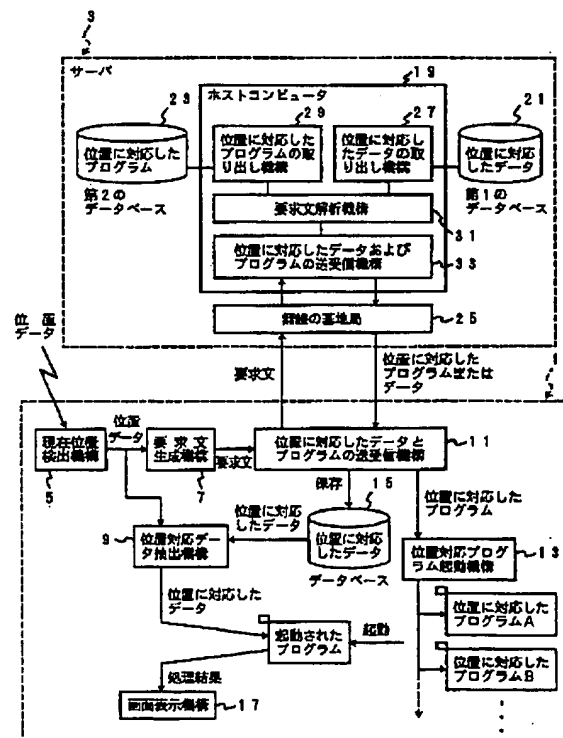 3
サーバ
19
ホストコンピュータ
23
29
27
21
位置に対応した
プログラム
位置に対応した
プログラムの取
り出し機構
位置に対応し
たデータの取
り出し機構
位置に対応し
たデータ
第2の
データベース
第1の
データベース
要求文解析機構
31
位置に対応したデータおよび
プログラムの送受信機構
33
無線の基地局
25
位置
データ
要求文
位置に対応した
プログラムまたは
データ
1
現在位置
検出機構
5
位置
データ
要求文
生成機構
7
要求文
位置に対応したデータと
プログラムの送受信機構
11
保存
15
位置に対応した
プログラム
位置に対応
したデータ
位置に対応
したデータ
データベース
9
位置対応デー
タ抽出機構
位置対応プログ
ラム起動機構
13
位置に対応した
データ
起動された
プログラム
起動
位置に対応した
プログラムA
位置に対応した
プログラムB
処理結果
画面表示機構
17